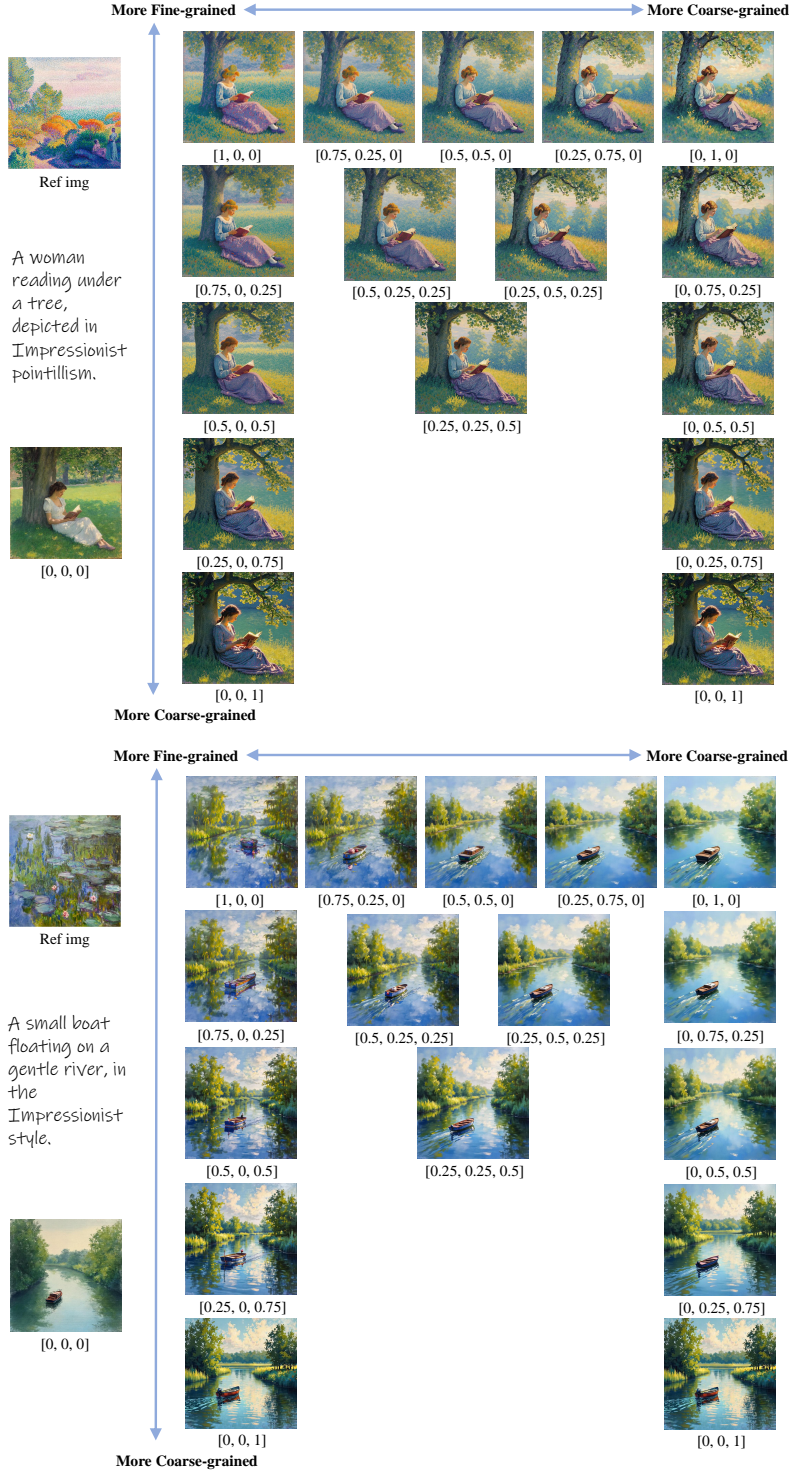 More Fine-grained
More Coarse-grained
[1, 0, 0]
[0.75, 0.25, 0]
[0.5, 0.5, 0]
[0.25, 0.75, 0]
[0, 1, 0]
Ref img
[0.75, 0, 0.25]
[0.5, 0.25, 0.25]
[0.25, 0.5, 0.25]
[0, 0.75, 0.25]
A woman
reading under
a tree,
depicted in
Impressionist
pointillism.
[0.5, 0, 0.5]
[0.25, 0.25, 0.5]
[0, 0.5, 0.5]
[0, 0, 0]
[0.25, 0, 0.75]
[0, 0.25, 0.75]
[0, 0, 1]
[0, 0, 1]
More Coarse-grained
More Fine-grained
More Coarse-grained
[1, 0, 0]
[0.75, 0.25, 0]
[0.5, 0.5, 0]
[0.25, 0.75, 0]
[0, 1, 0]
Ref img
[0.75, 0, 0.25]
[0.5, 0.25, 0.25]
[0.25, 0.5, 0.25]
[0, 0.75, 0.25]
A small boat
floating on a
gentle river, in
the
Impressionist
style.
[0.5, 0, 0.5]
[0.25, 0.25, 0.5]
[0, 0.5, 0.5]
[0, 0, 0]
[0.25, 0, 0.75]
[0, 0.25, 0.75]
[0, 0, 1]
[0, 0, 1]
More Coarse-grained